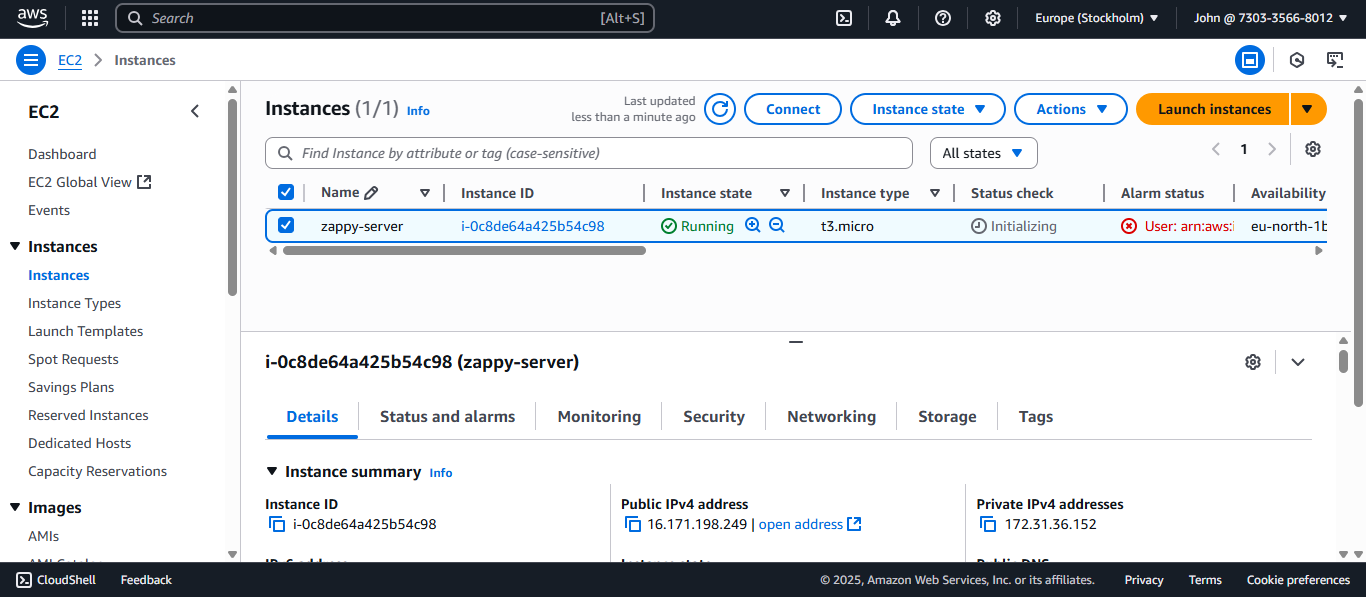 aws
Search [Alt+S]
Europe (Stockholm)
John @ 7303-3566-8012
EC2
Instances
EC2
Dashboard
EC2 Global View
Events
Instances
Instances
Instance Types
Launch Templates
Spot Requests
Savings Plans
Reserved Instances
Dedicated Hosts
Capacity Reservations
Images
AMIs
Instances (1/1) Info
Last updated
less than a minute ago
Connect
Instance state
Actions
Launch instances
Find Instance by attribute or tag (case-sensitive)
All states
1
Name Instance ID Instance state Instance type Status check Alarm status Availability
zappy-server i-0c8de64a425b54c98 Running t3.micro Initializing User: arn:aws:i eu-north-1b
i-0c8de64a425b54c98 (zappy-server)
Details Status and alarms Monitoring Security Networking Storage Tags
Instance summary Info
Instance ID
i-0c8de64a425b54c98
Public IPv4 address
16.171.198.249 | open address
Private IPv4 addresses
172.31.36.152
CloudShell Feedback
© 2025, Amazon Web Services, Inc. or its affiliates. Privacy Terms Cookie preferences